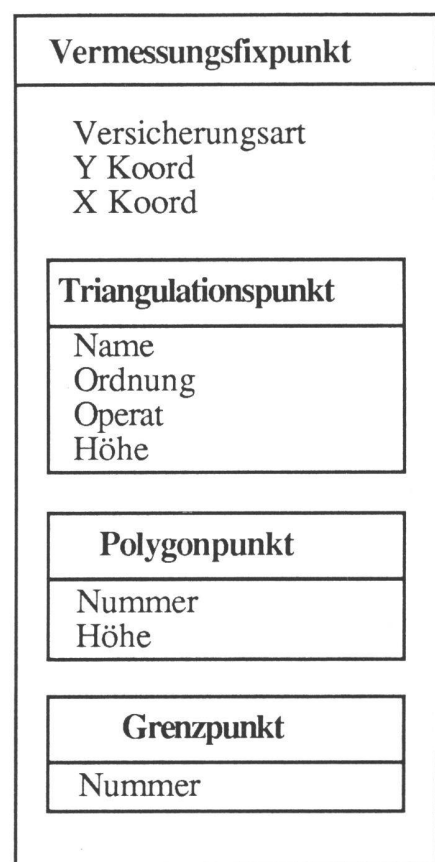 Vermessungsfixpunkt
Versicherungsart
Y Koord
X Koord
Triangulationspunkt
Name
Ordnung
Operat
Höhe
Polygonpunkt
Nummer
Höhe
Grenzpunkt
Nummer